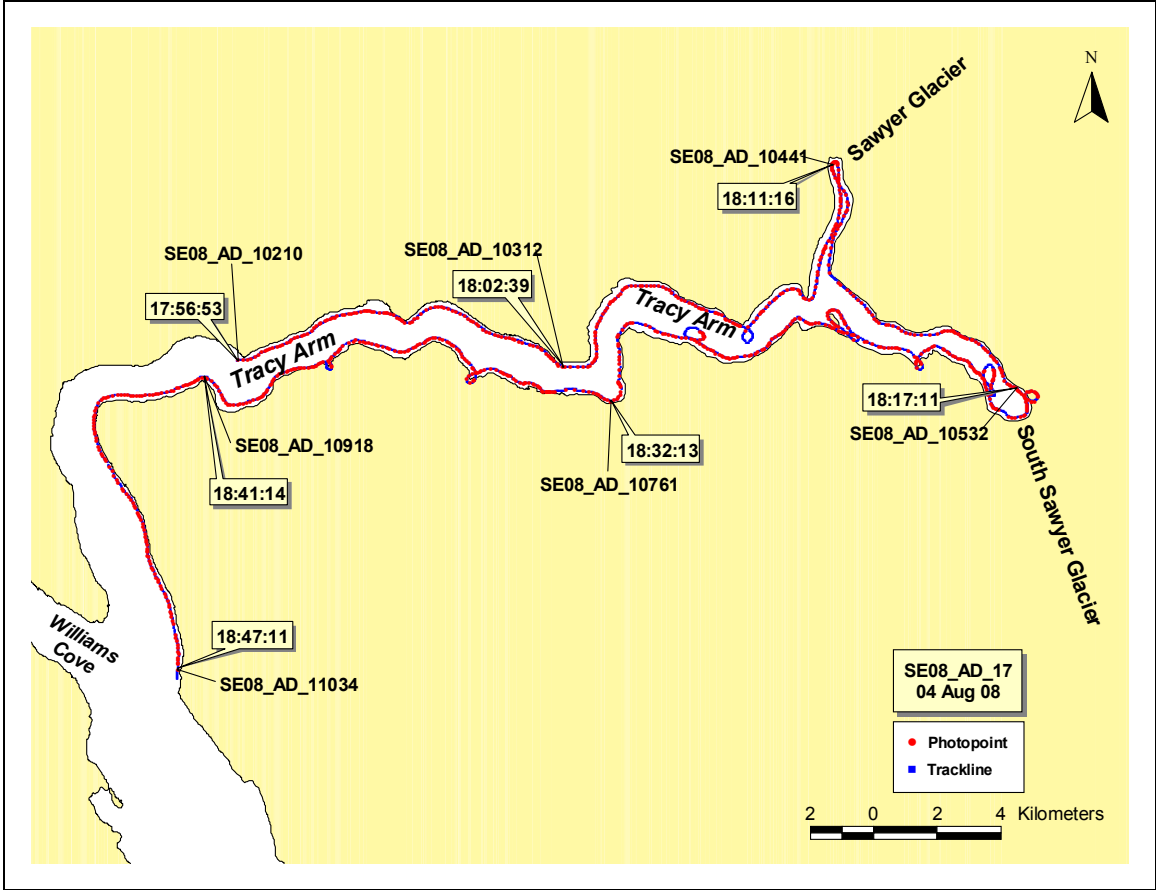 N
Sawyer Glacier
SE08_AD_10441
18:11:16
SE08_AD_10210
SE08_AD_10312
18:02:39
17:56:53
Tracy Arm
Tracy Arm
18:17:11
SE08_AD_10532
South Sawyer Glacier
SE08_AD_10918
18:32:13
SE08_AD_10761
18:41:14
Williams
Cove
18:47:11
SE08_AD_11034
SE08_AD_17
04 Aug 08
Photopoint
Trackline
2 0 2 4 Kilometers